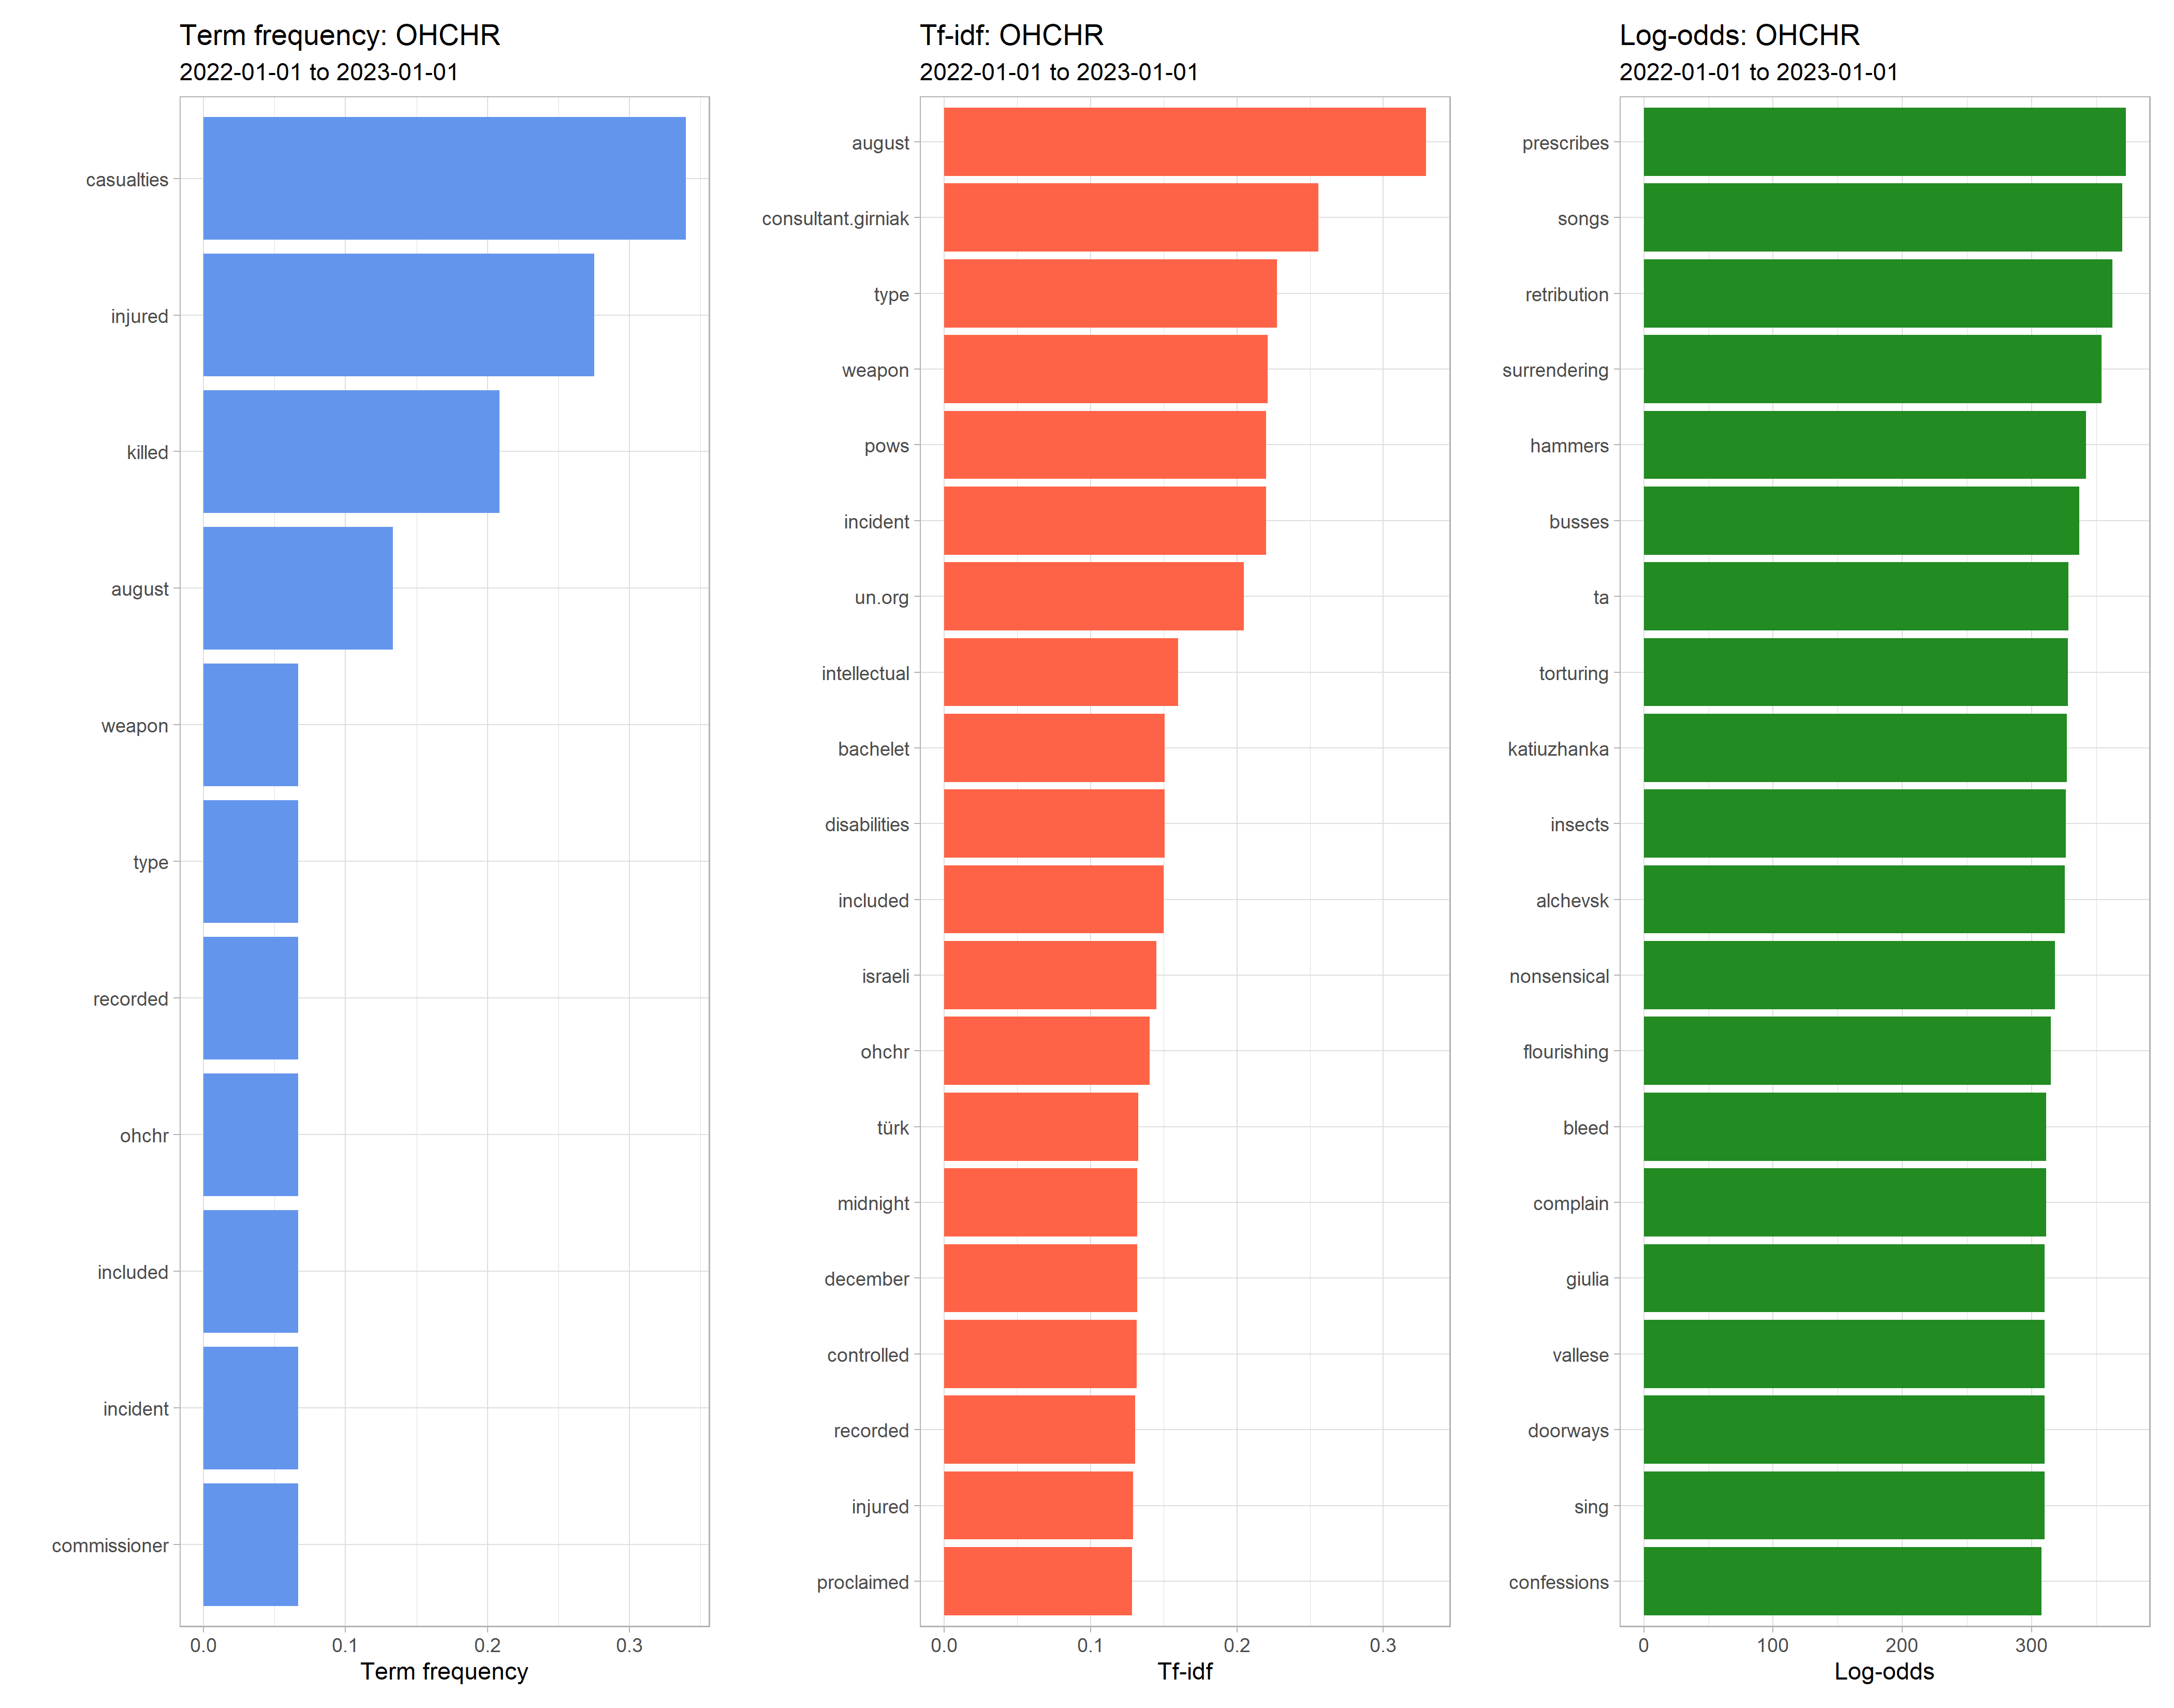 Term frequency: OHCHR
2022-01-01 to 2023-01-01
casualties
injured
killed
august
weapon
type
recorded
ohchr
included
incident
commissioner
0.0 0.1 0.2 0.3
Term frequency
Tf-idf: OHCHR
2022-01-01 to 2023-01-01
august
consultant.girniak
type
weapon
pows
incident
un.org
intellectual
bachelet
disabilities
included
israeli
ohchr
türk
midnight
december
controlled
recorded
injured
proclaimed
0.0 0.1 0.2 0.3
Tf-idf
Log-odds: OHCHR
2022-01-01 to 2023-01-01
prescribes
songs
retribution
surrendering
hammers
busses
ta
torturing
katiuzhanka
insects
alchevsk
nonsensical
flourishing
bleed
complain
giulia
vallese
doorways
sing
confessions
0 100 200 300
Log-odds